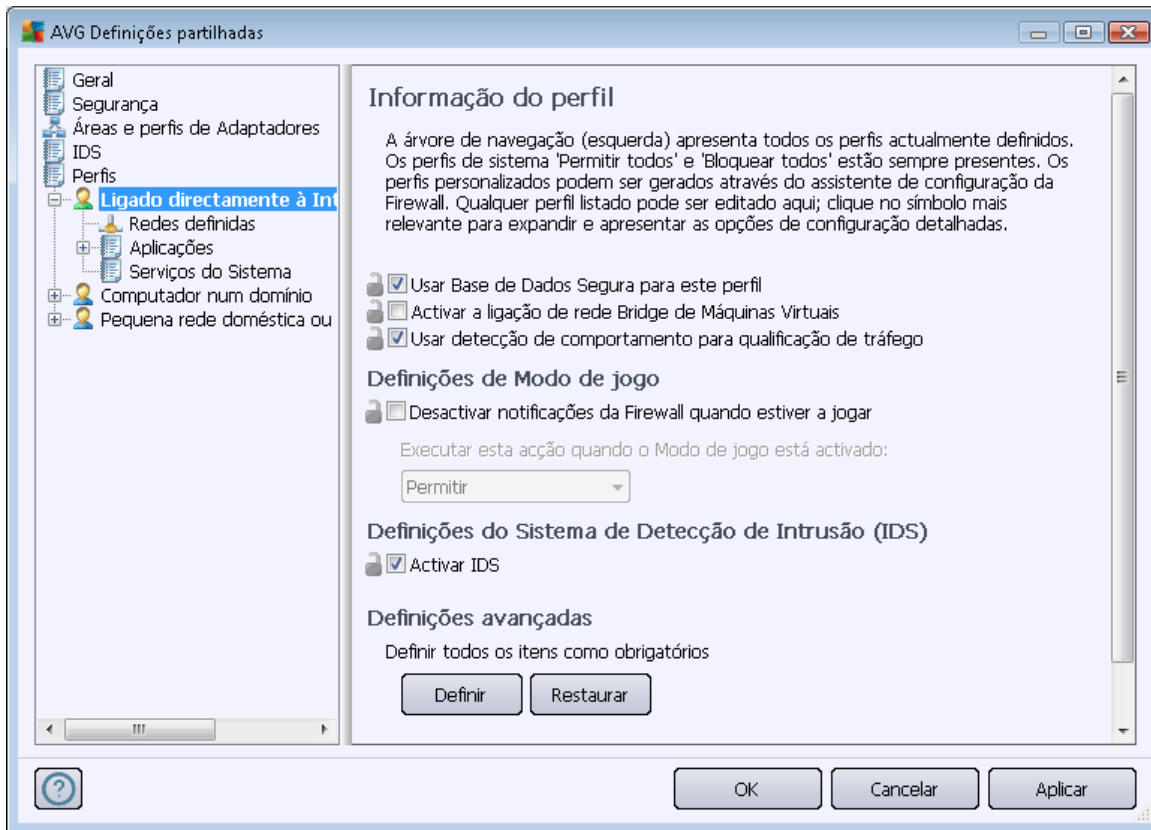 AVG Definições partilhadas
Geral
Segurança
Áreas e perfis de Adaptadores
IDS
Perfis
Ligado directamente à Int
Redes definidas
Aplicações
Serviços do Sistema
Computador num domínio
Pequena rede doméstica ou
Informação do perfil
A árvore de navegação (esquerda) apresenta todos os perfis actualmente definidos.
Os perfis de sistema 'Permitir todos' e 'Bloquear todos' estão sempre presentes. Os
perfis personalizados podem ser gerados através do assistente de configuração da
Firewall. Qualquer perfil listado pode ser editado aqui; clique no símbolo mais
relevante para expandir e apresentar as opções de configuração detalhadas.
Usar Base de Dados Segura para este perfil
Activar a ligação de rede Bridge de Máquinas Virtuais
Usar detecção de comportamento para qualificação de tráfego
Definições de Modo de jogo
Desactivar notificações da Firewall quando estiver a jogar
Executar esta acção quando o Modo de jogo está activado:
Permitir
Definições do Sistema de Detecção de Intrusão (IDS)
Activar IDS
Definições avançadas
Definir todos os itens como obrigatórios
Definir
Restaurar
?
OK
Cancelar
Aplicar